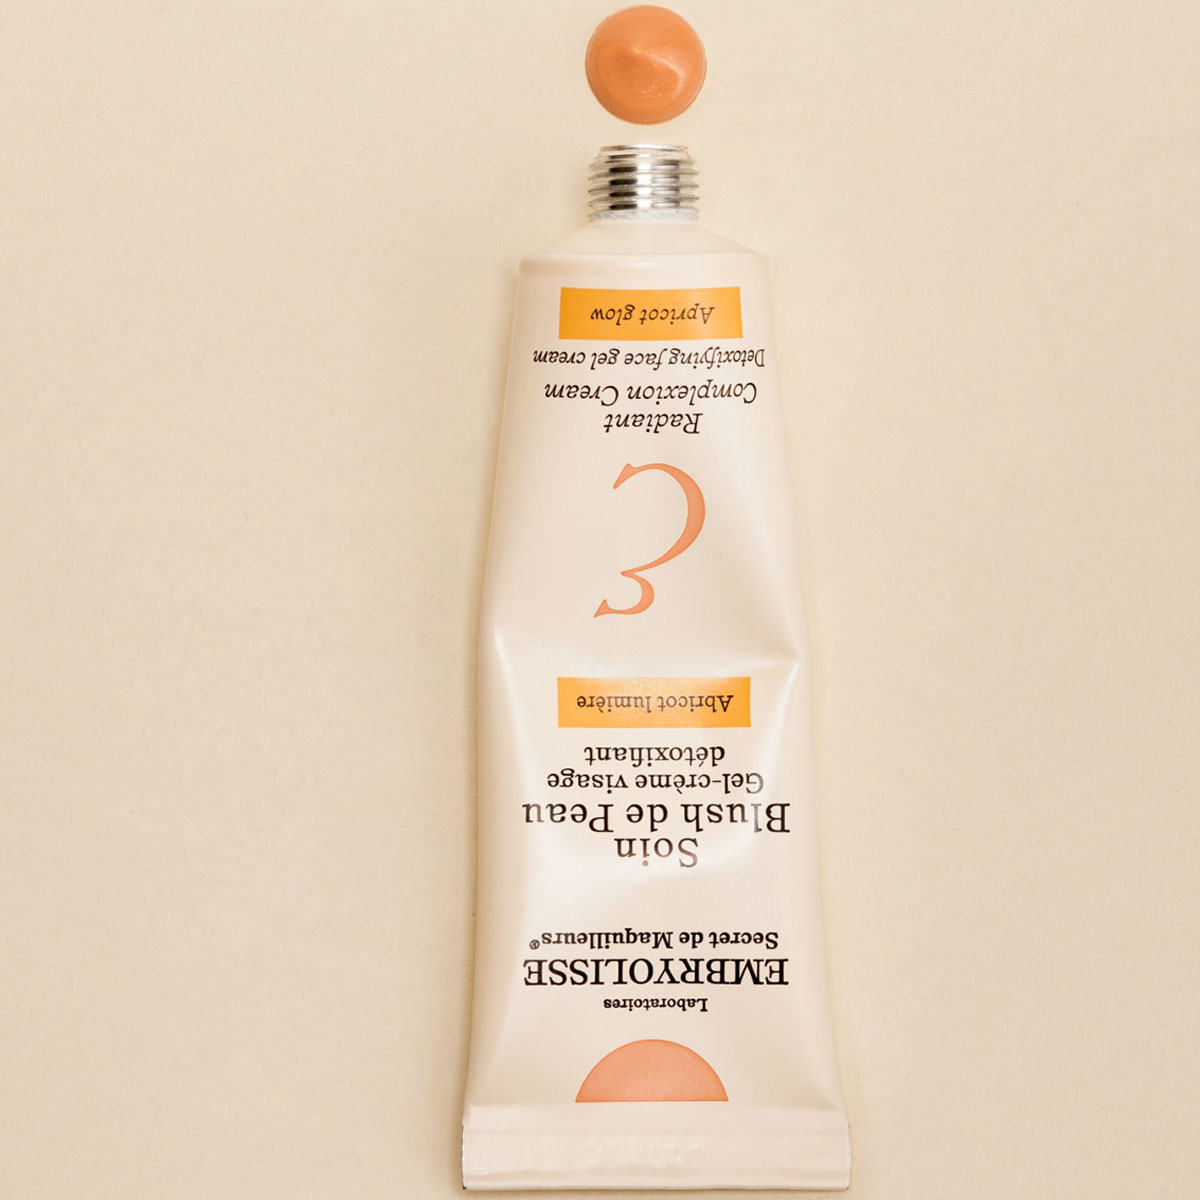 Laboratoires
EMBRYOLISSE
Secret de Maquilleurs®
Soin
Blush de Peau
Gel-crème visage
détoxifiant
Abricot lumière
Radiant
Complexion Cream
Detoxifying face gel cream
Apricot glow